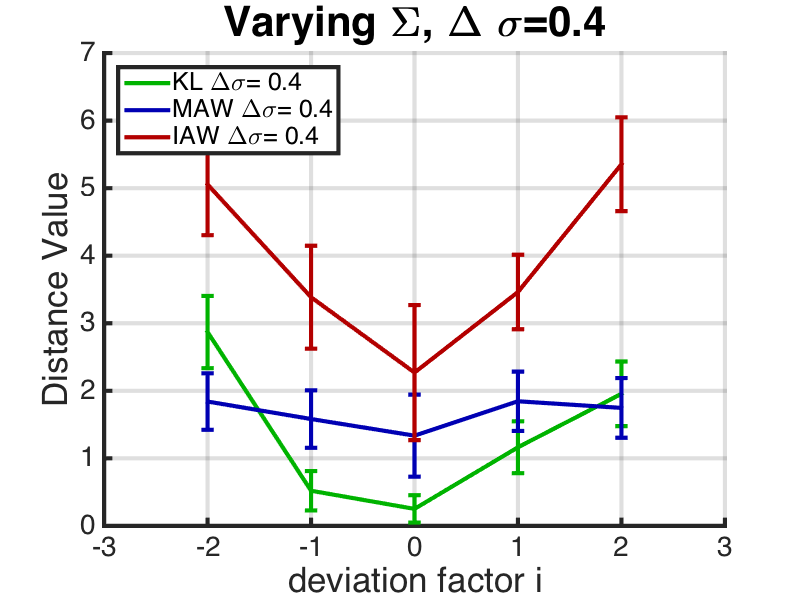 Varying Σ, Δ σ=0.4
7
6
5
4
3
2
1
0
Distance Value
KL Δσ= 0.4
MAW Δσ= 0.4
IAW Δσ= 0.4
-3 -2 -1 0 1 2 3
deviation factor i